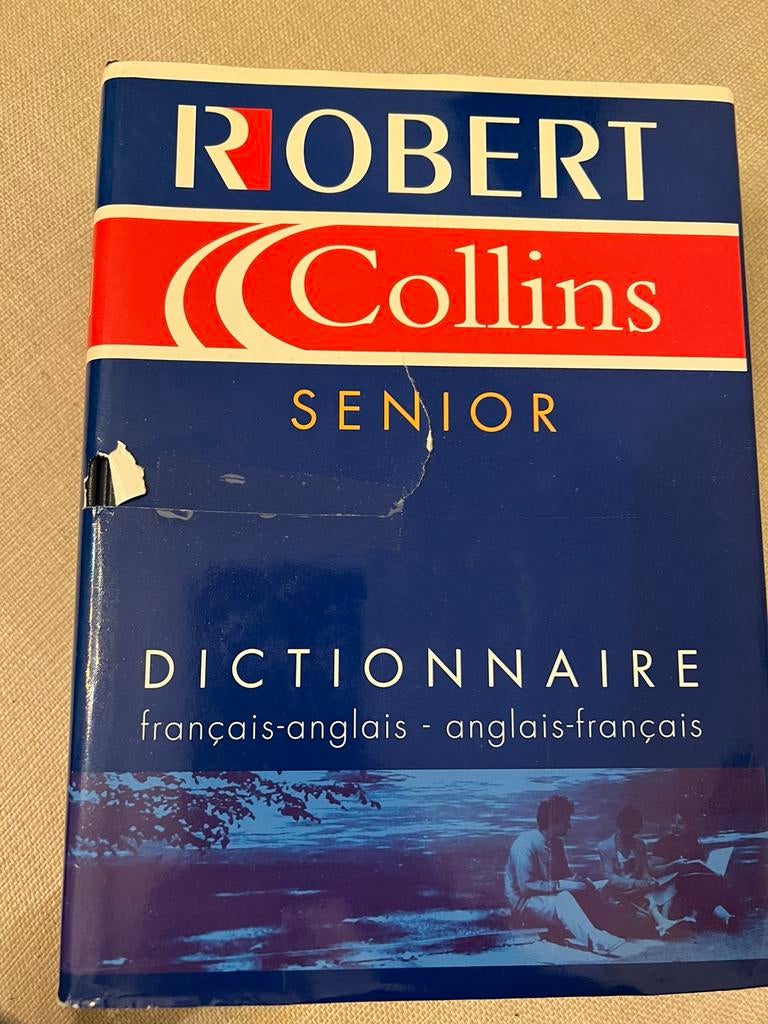 ROBERT
Collins
SENIOR
DICTIONNAIRE
français-anglais - anglais-français